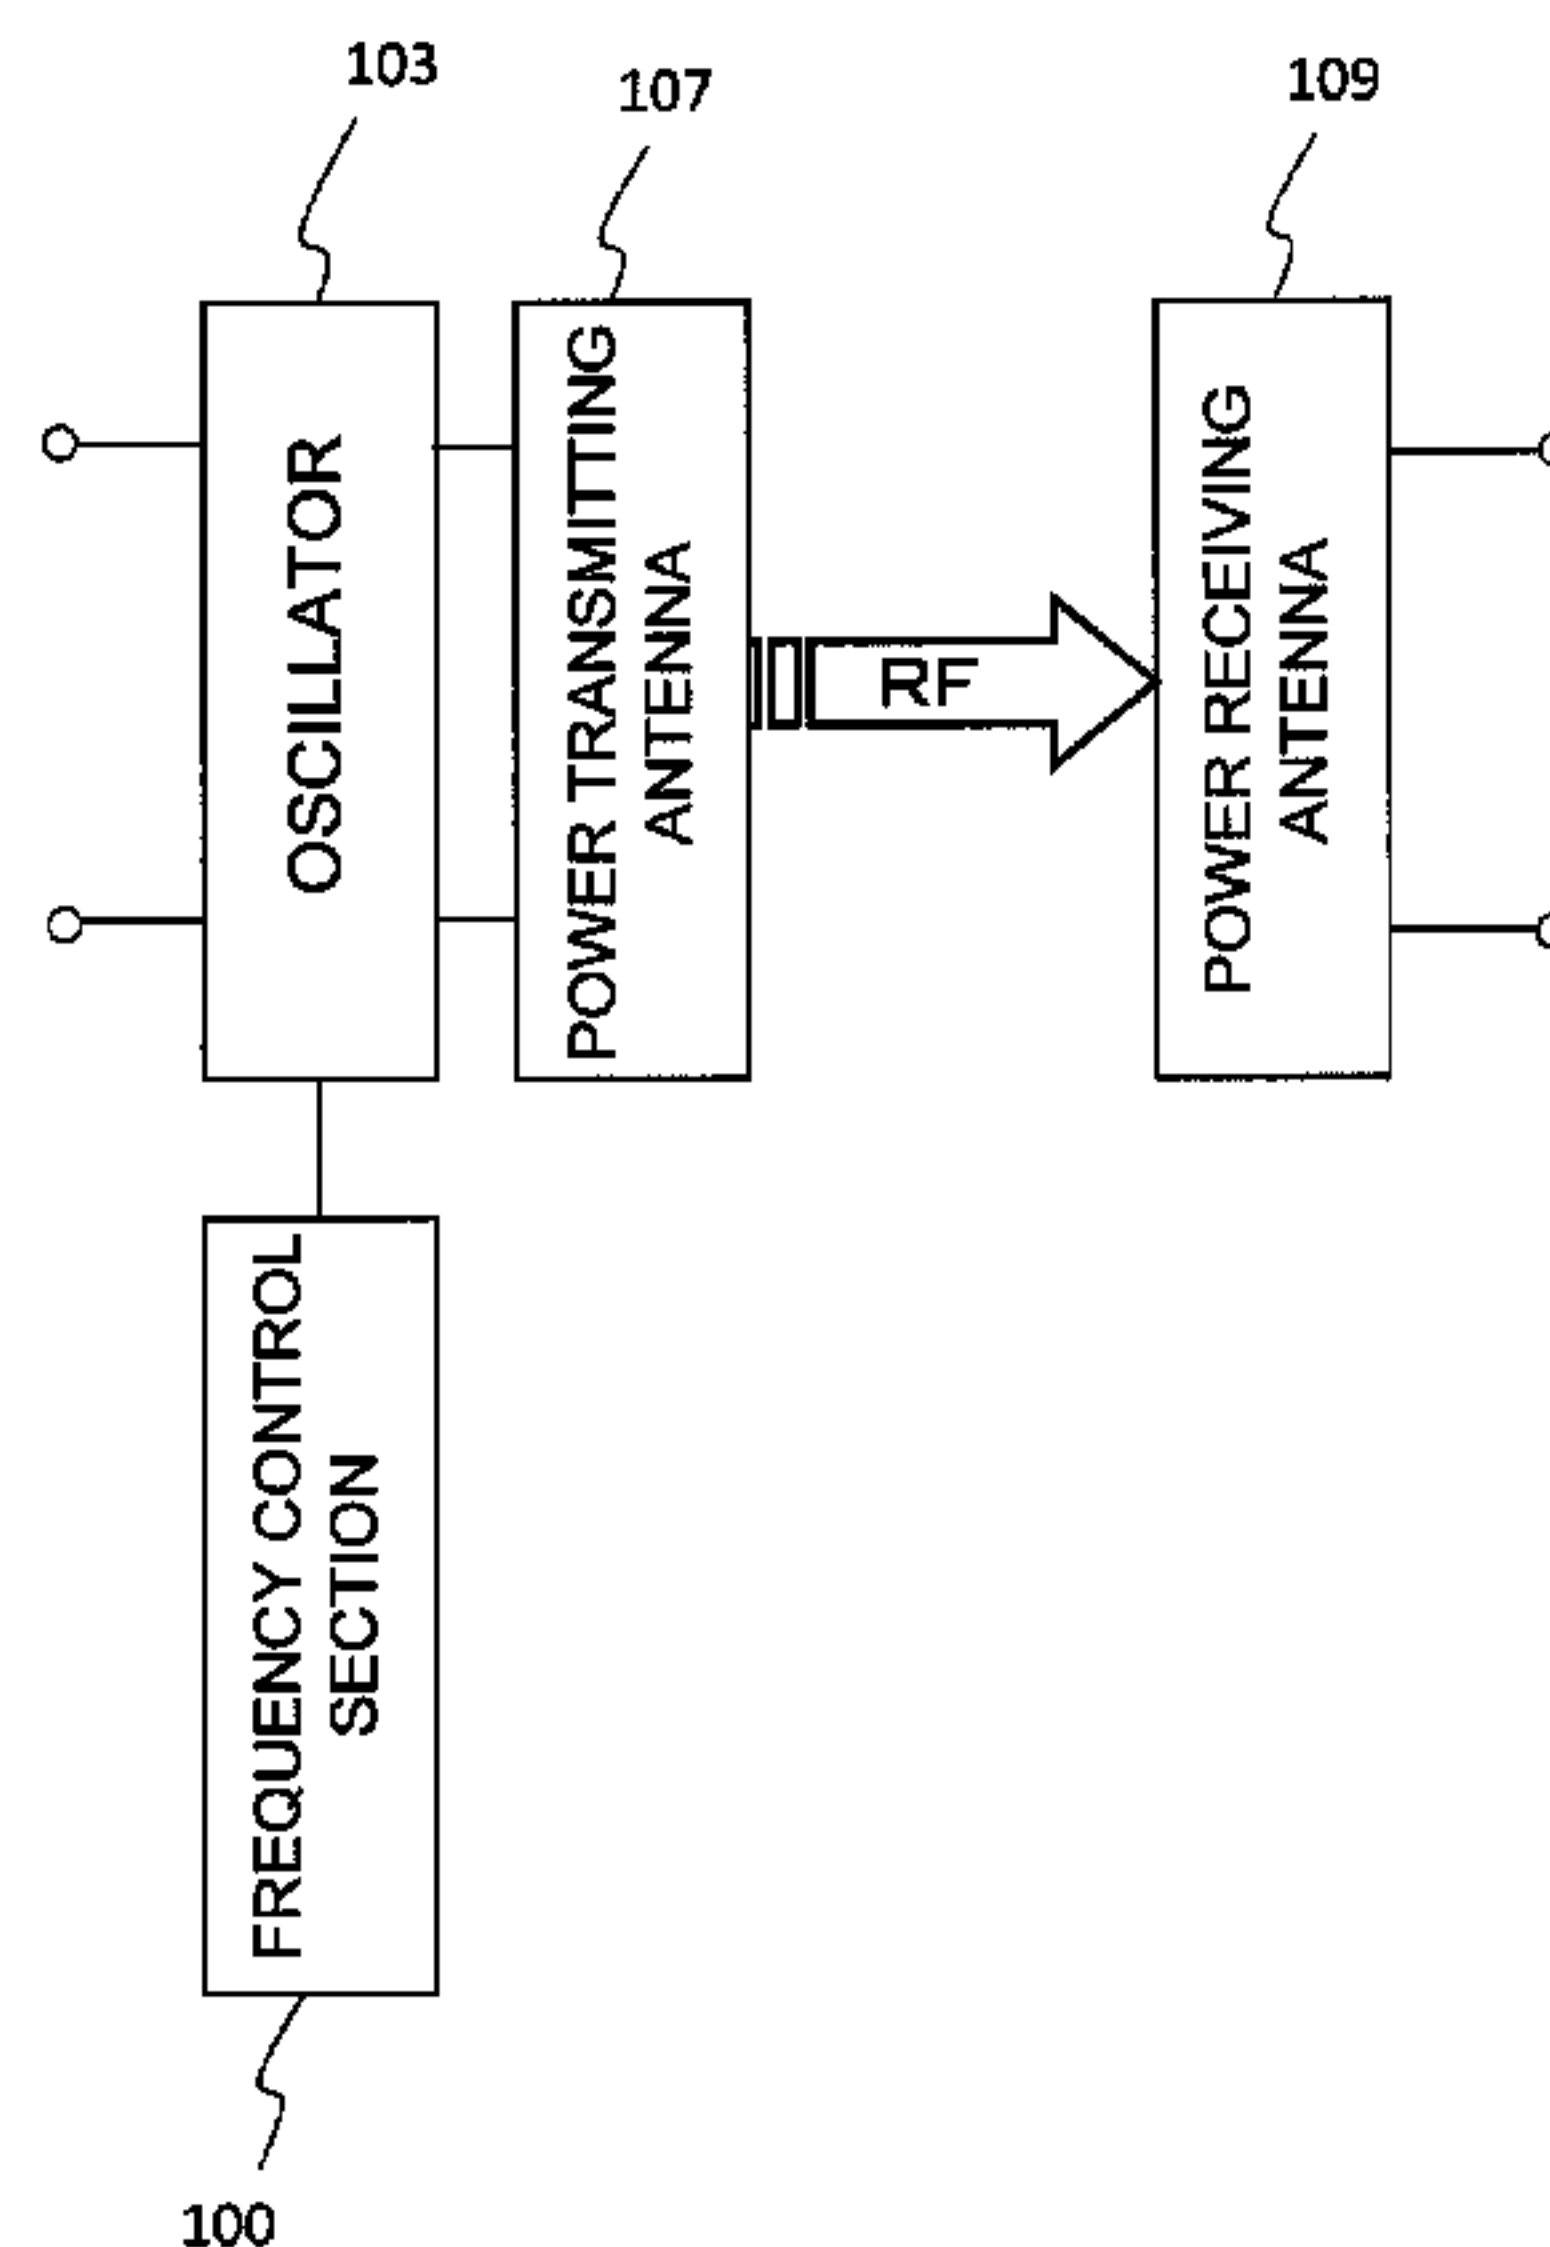 103
107
109
OSCILLATOR
POWER TRANSMITTING
ANTENNA
RF
POWER RECEIVING
ANTENNA
FREQUENCY CONTROL
SECTION
100